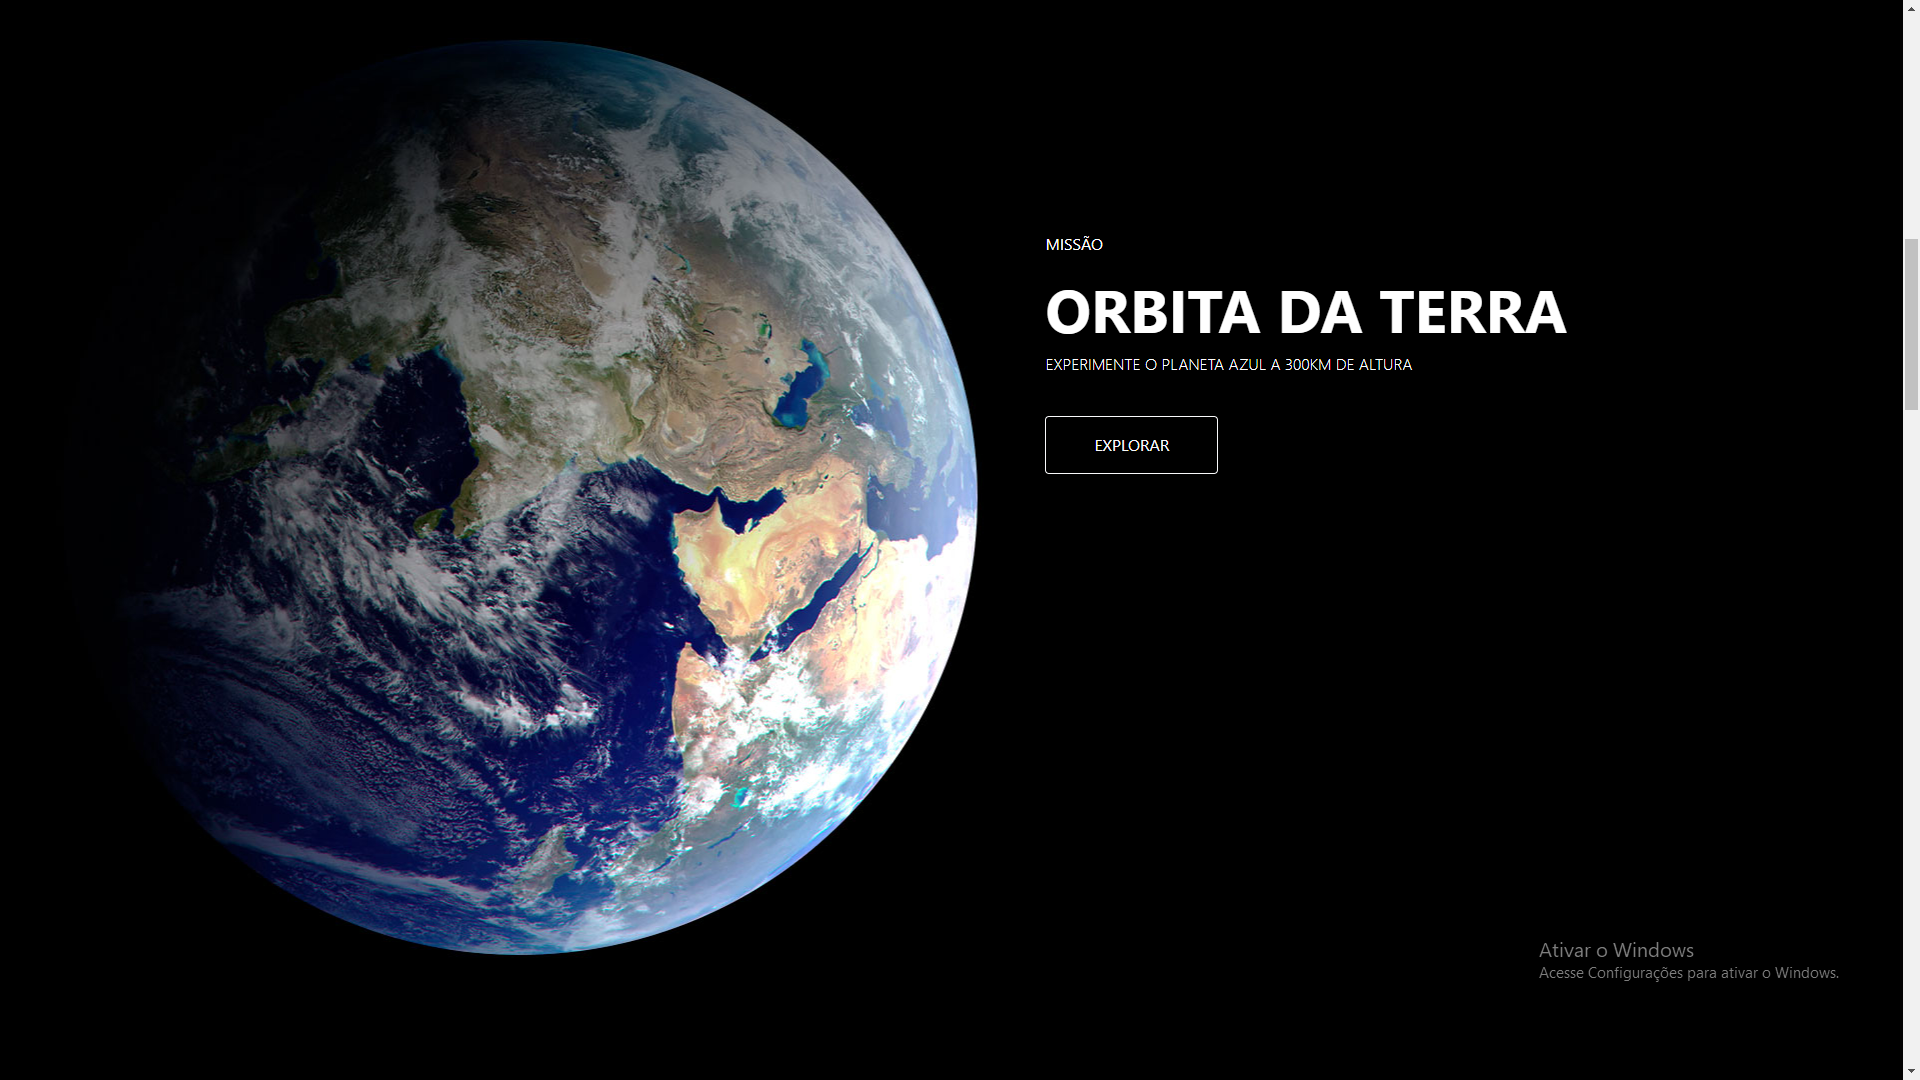 MISSÃO
ORBITA DA TERRA
EXPERIMENTE O PLANETA AZUL A 300KM DE ALTURA
EXPLORAR
Ativar o Windows
Acesse Configurações para ativar o Windows.